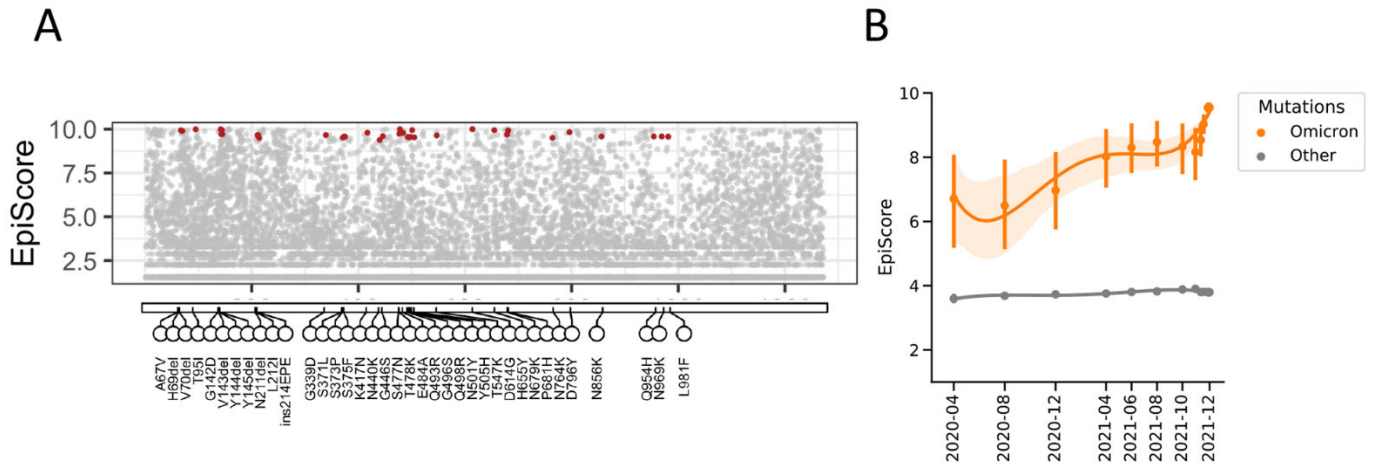 A
B
EpiScore
10.0
7.5
5.0
2.5
A67V
H69del
V70del
T95I
G142D
V143del
Y144del
Y145del
N211del
L212I
ins214EPE
G339D
S371L
S373P
S375F
K417N
N440K
G446S
S477N
T478K
E484A
Q493R
G496S
Q498R
N501Y
Y505H
T547K
D614G
H655Y
N679K
P681H
N764K
D796Y
N856K
Q954H
N969K
L981F
EpiScore
10
8
6
4
2
2020-04
2020-08
2020-12
2021-04
2021-06
2021-08
2021-10
2021-12
Mutations
Omicron
Other